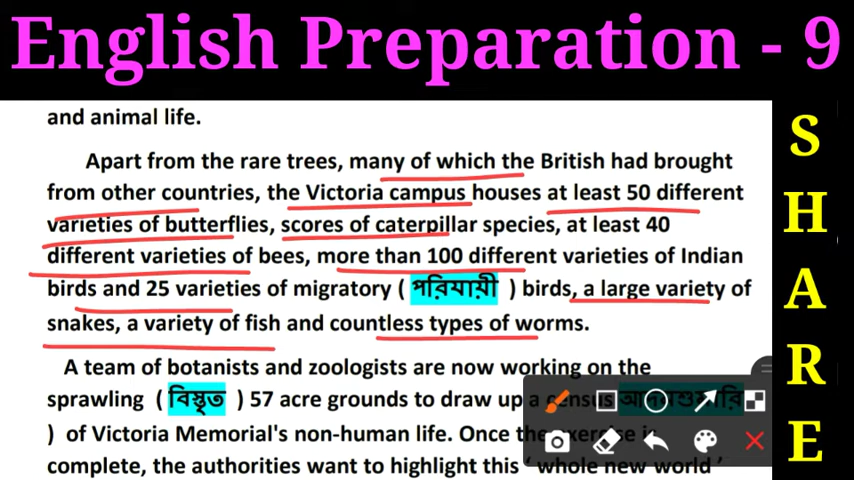 English Preparation - 9
and animal life.
Apart from the rare trees, many of which the British had brought
from other countries, the Victoria campus houses at least 50 different
varieties of butterflies, scores of caterpillar species, at least 40
different varieties of bees, more than 100 different varieties of Indian
birds and 25 varieties of migratory ( পরিযায়ী ) birds, a large variety of
snakes, a variety of fish and countless types of worms.
A team of botanists and zoologists are now working on the
sprawling ( বিস্তৃত ) 57 acre grounds to draw up a census
) of Victoria Memorial's non-human life. Once the exercise is
complete, the authorities want to highlight this ' whole new world '
S
H
A
R
E